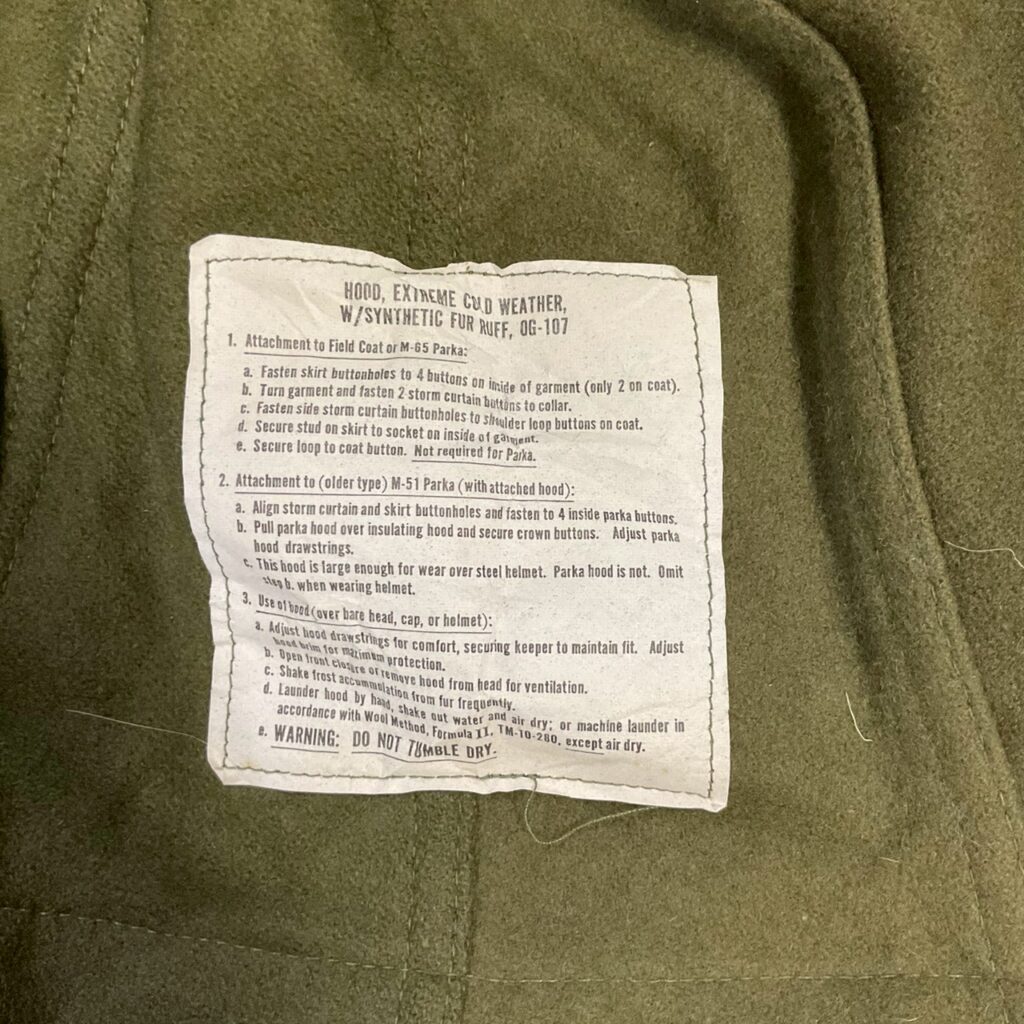 HOOD, EXTREME COLD WEATHER,
W/SYNTHETIC FUR RUFF, OG-107
1. Attachment to Field Coat or M-65 Parka:
a. Fasten skirt buttonholes to 4 buttons on inside of garment (only 2 on coat).
b. Turn garment and fasten 2 storm curtain buttons to collar.
c. Fasten side storm curtain buttonholes to shoulder loop buttons on coat.
d. Secure stud on skirt to socket on inside of garment.
e. Secure loop to coat button. Not required for Parka.
2. Attachment to (older type) M-51 Parka (with attached hood):
a. Align storm curtain and skirt buttonholes and fasten to 4 inside parka buttons.
b. Pull parka hood over insulating hood and secure crown buttons. Adjust parka
hood drawstrings.
c. This hood is large enough for wear over steel helmet. Parka hood is not. Omit
step b. when wearing helmet.
3. Use of hood (over bare head, cap, or helmet):
a. Adjust hood drawstrings for comfort, securing keeper to maintain fit. Adjust
hood brim for maximum protection.
b. Open front closure or remove hood from head for ventilation.
c. Shake frost accumulation from fur frequently.
d. Launder hood by hand, shake out water and air dry; or machine launder in
accordance with Wool Method, Formula II, TM-10-280, except air dry.
e. WARNING: DO NOT TUMBLE DRY.